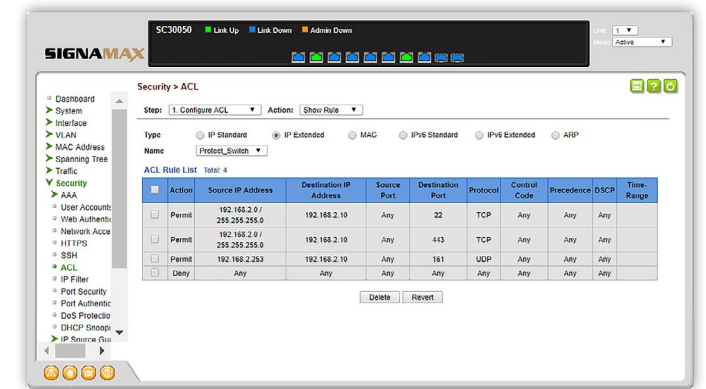 SC30050 Link Up Link Down Admin Down
Unit: 1
Mode: Active
SIGNAMAX
Security > ACL
Step: 1. Configure ACL Action: Show Rule
Type IP Standard IP Extended MAC IPv6 Standard IPv6 Extended ARP
Name Protect_Switch
ACL Rule List Total: 4
Action Source IP Address Destination IP Address Source Port Destination Port Protocol Control Code Precedence DSCP Time-Range
Permit 192.168.2.0 / 255.255.255.0 192.168.2.10 Any 22 TCP Any Any Any
Permit 192.168.2.0 / 255.255.255.0 192.168.2.10 Any 443 TCP Any Any Any
Permit 192.168.2.253 192.168.2.10 Any 161 UDP Any Any Any
Deny Any Any Any Any Any Any Any Any
Delete Revert
Dashboard
System
Interface
VLAN
MAC Address
Spanning Tree
Traffic
Security
AAA
User Accounts
Web Authentic
Network Acce
HTTPS
SSH
ACL
IP Filter
Port Security
Port Authentic
DoS Protectio
DHCP Snoopi
IP Source Gua